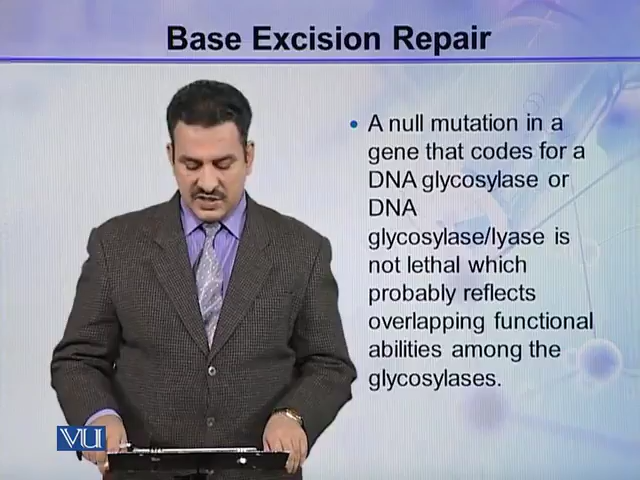 Base Excision Repair
• A null mutation in a
gene that codes for a
DNA glycosylase or
DNA
glycosylase/lyase is
not lethal which
probably reflects
overlapping functional
abilities among the
glycosylases.
VU